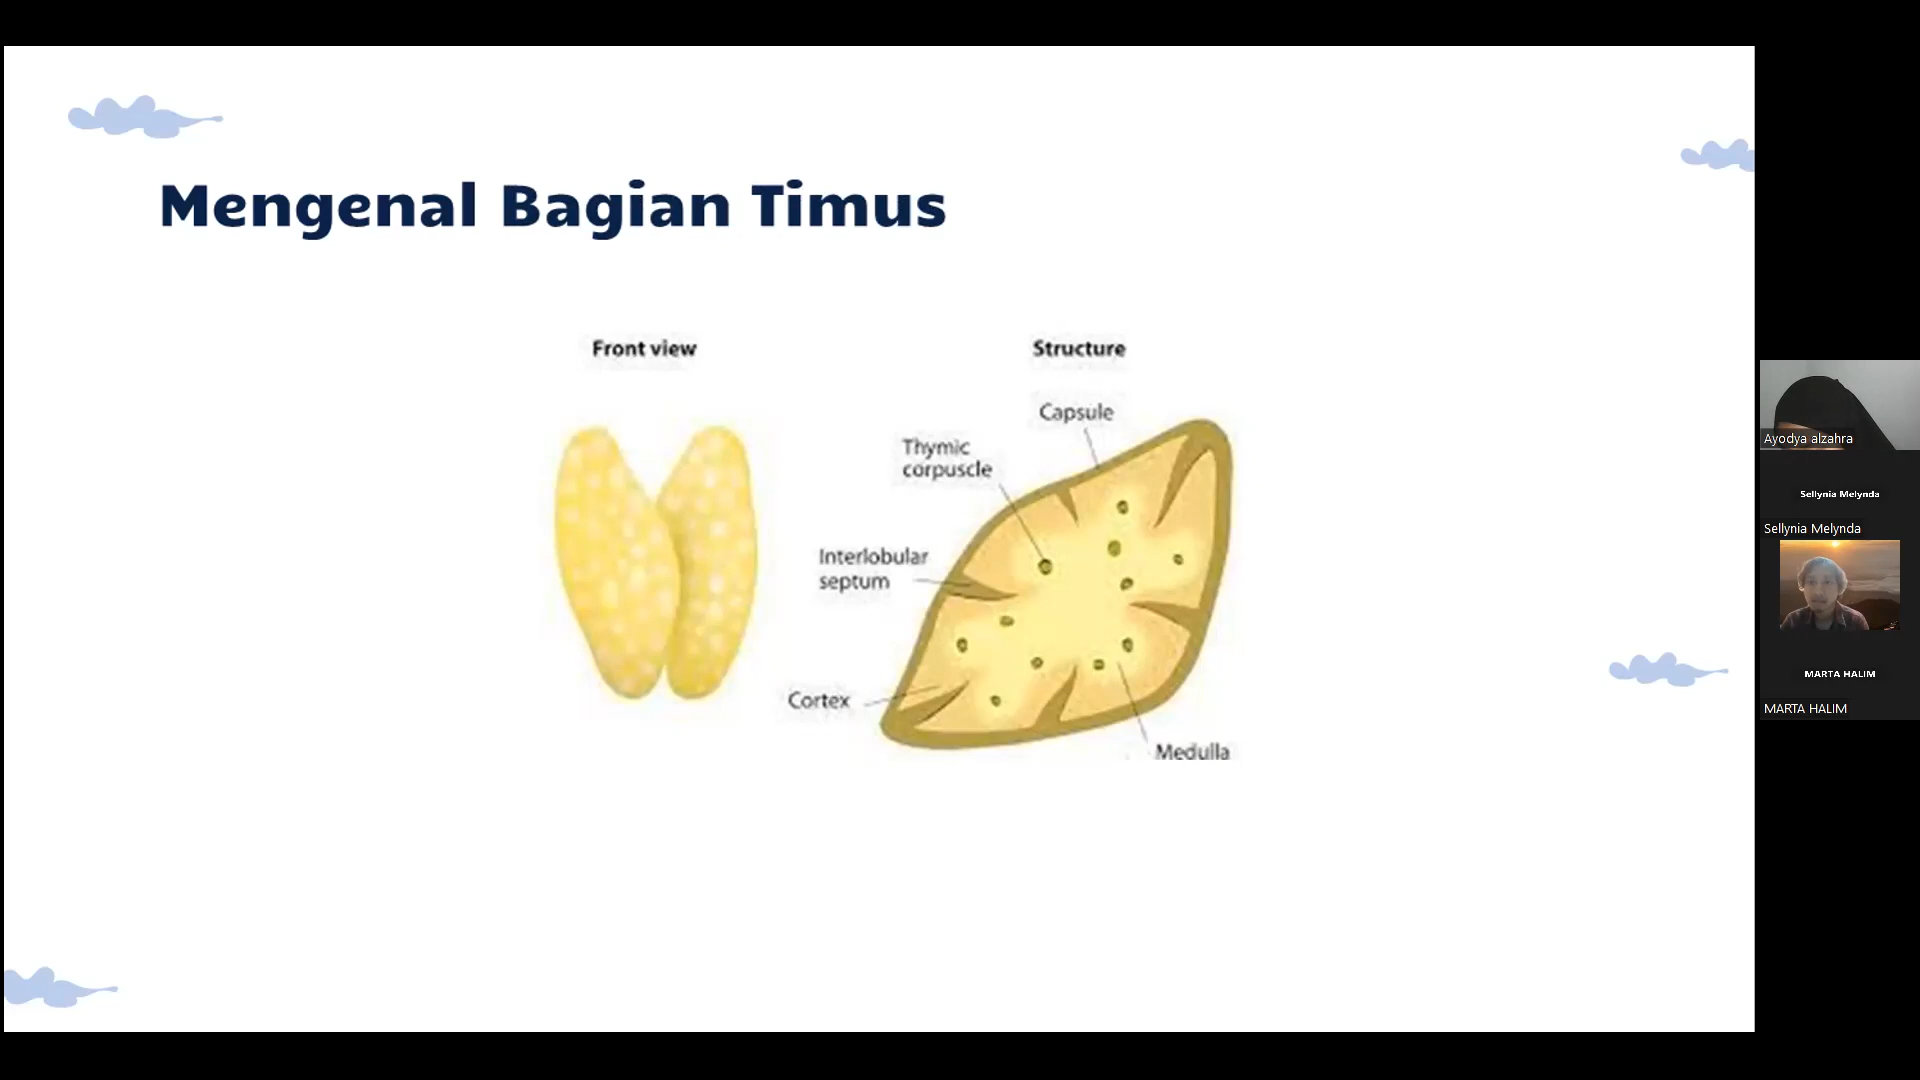 Mengenal Bagian Timus
Front view
Structure
Capsule
Thymic
corpuscle
Interlobular
septum
Cortex
Medulla
Ayodya alzahra
Sellynia Melynda
Sellynia Melynda
MARTA HALIM
MARTA HALIM